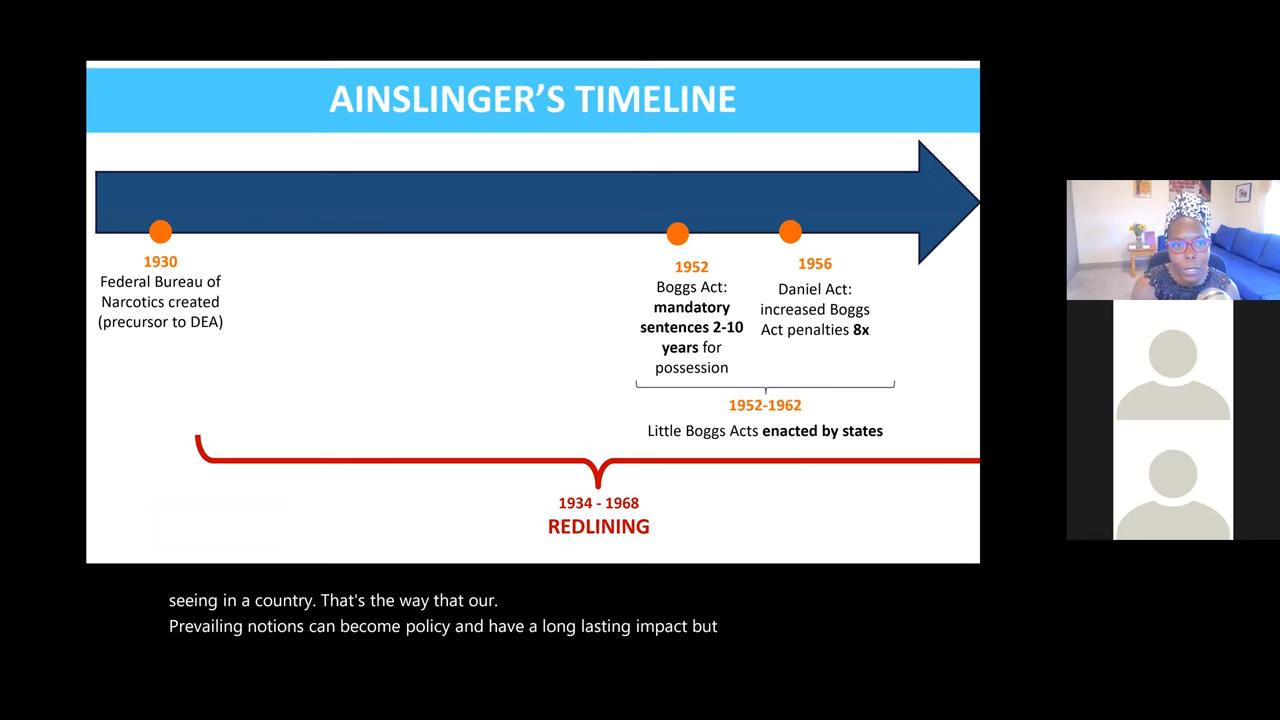 AINSLINGER'S TIMELINE
1930
Federal Bureau of
Narcotics created
(precursor to DEA)
1952
Boggs Act:
mandatory
sentences 2-10
years for
possession
1956
Daniel Act:
increased Boggs
Act penalties 8x
1952-1962
Little Boggs Acts enacted by states
1934 - 1968
REDLINING
seeing in a country. That's the way that our.
Prevailing notions can become policy and have a long lasting impact but